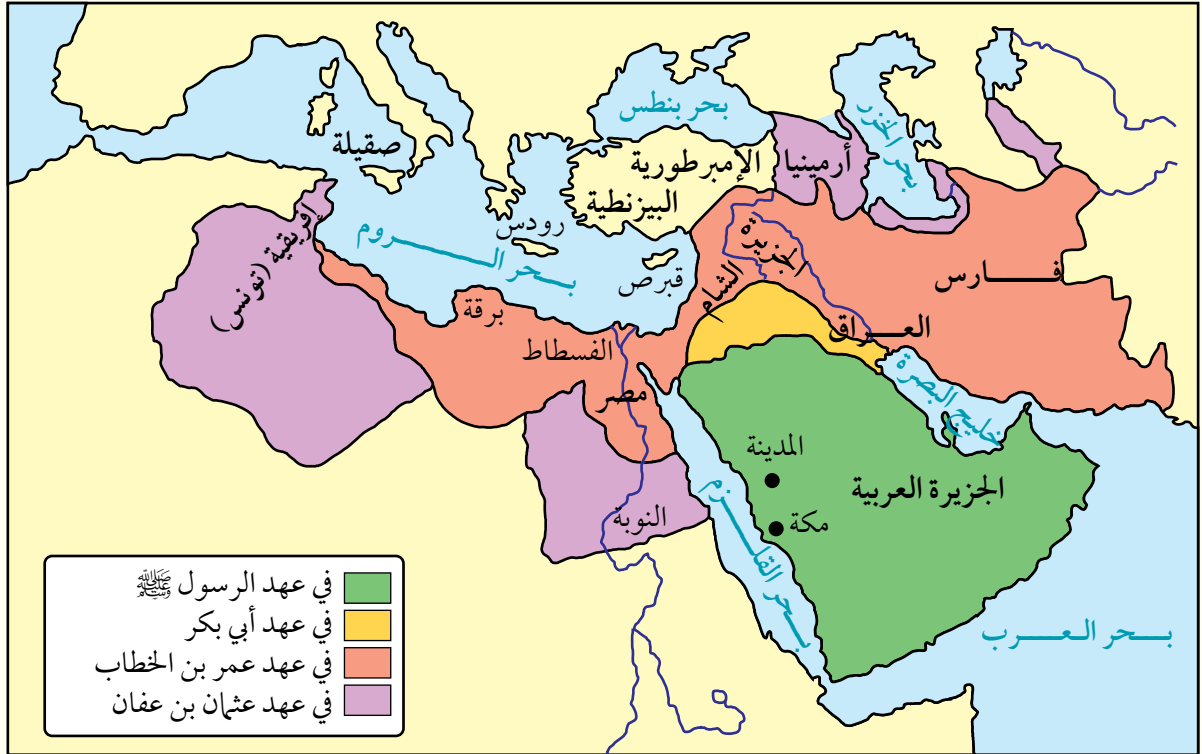 بحر بنطس
بحر الخزر
صقيلة
الإمبرطورية
البيزنطية
أرمينيا
رودس
بحر الروم
قبرص
إفريقية (تونس)
برقة
الفسطاط
مصر
النوبة
الشام
الجزيرة
العراق
فارس
خليج البصرة
المدينة
مكة
الجزيرة العربية
بحر القلزم
بحر العرب
في عهد الرسول ﷺ
في عهد أبي بكر
في عهد عمر بن الخطاب
في عهد عثمان بن عفان